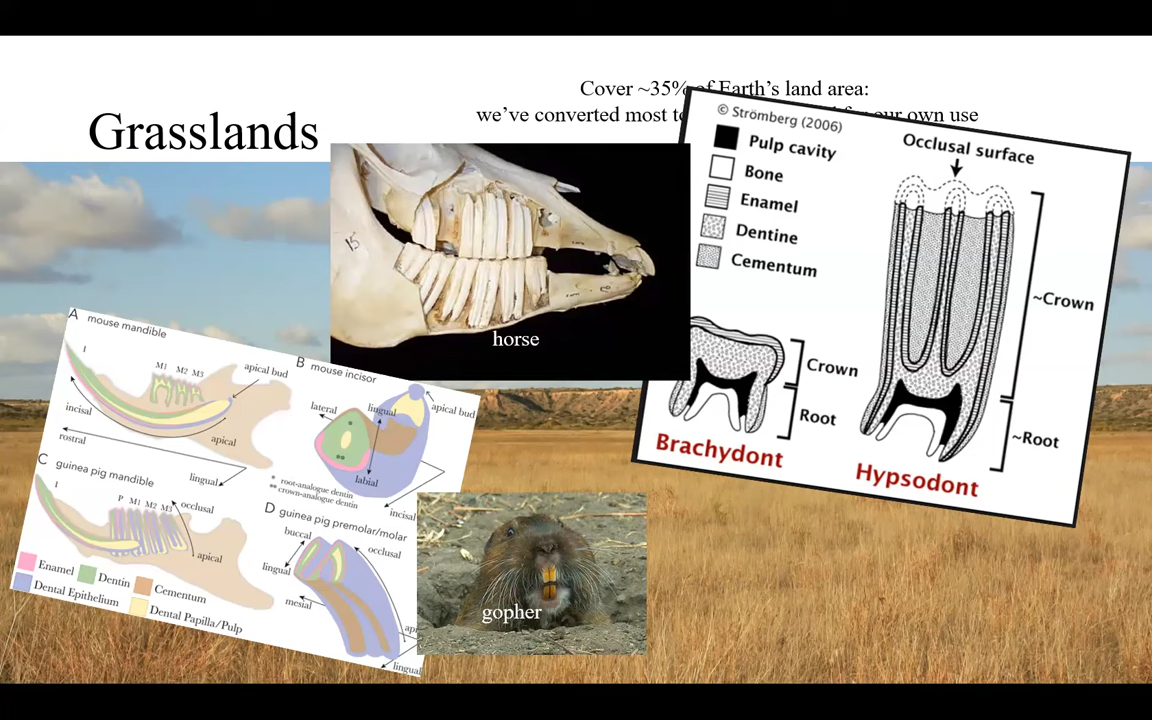 Cover ~35% of Earth's land area:
we've converted most to our own use
Grasslands
15
horse
© Strömberg (2006)
Pulp cavity
Bone
Enamel
Dentine
Cementum
Occlusal surface
~Crown
~Root
Crown
Root
Brachydont
Hypsodont
A mouse mandible
I
M1 M2 M3
apical bud
incisal
apical
rostral
lingual
B mouse incisor
lateral
lingual
apical bud
labial
* root-analogue dentin
** crown-analogue dentin
incisal
C guinea pig mandible
I
P M1 M2 M3
occlusal
apical
D guinea pig premolar/molar
buccal
lingual
occlusal
mesial
lingual
Enamel
Dentin
Cementum
Dental Epithelium
Dental Papilla/Pulp
gopher